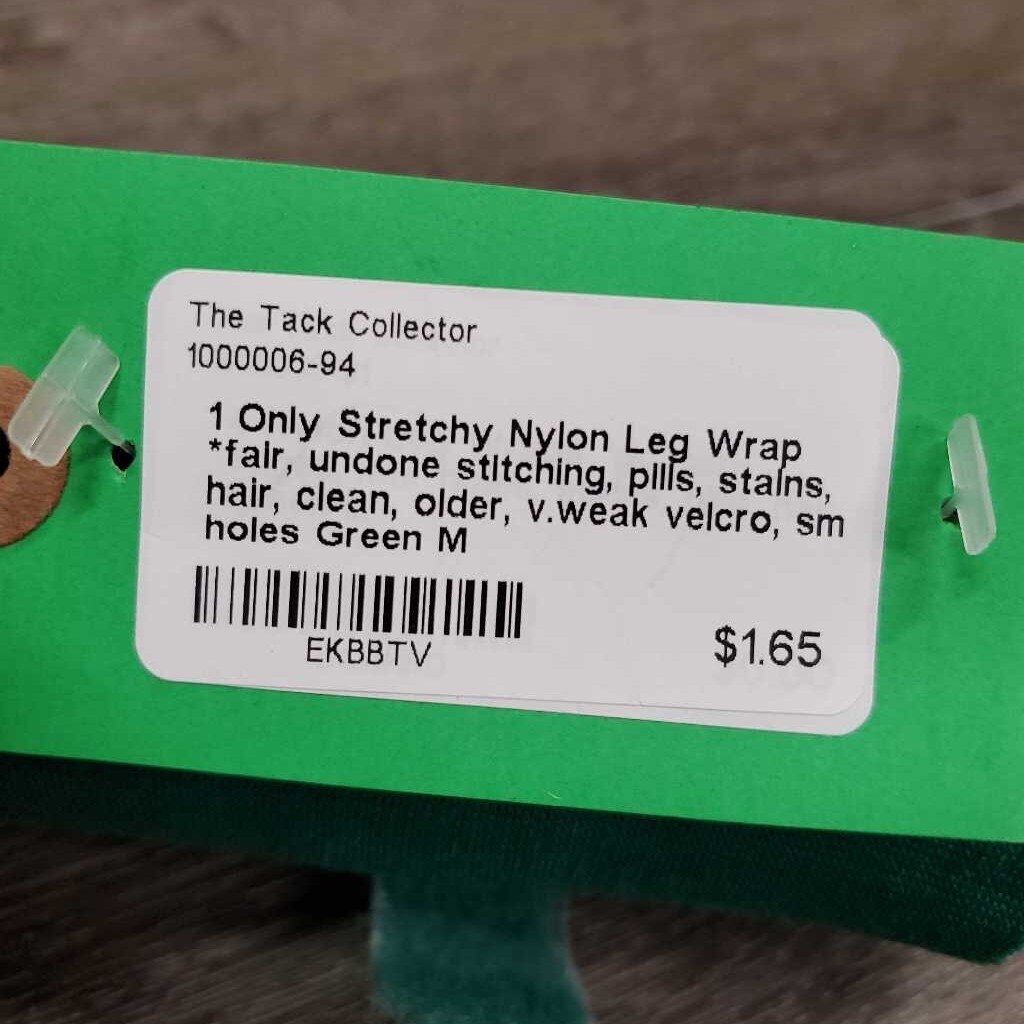 The Tack Collector
1000006-94
1 Only Stretchy Nylon Leg Wrap
*fair, undone stitching, pills, stains,
hair, clean, older, v.weak velcro, sm
holes Green M
EKBBTV
$1.65